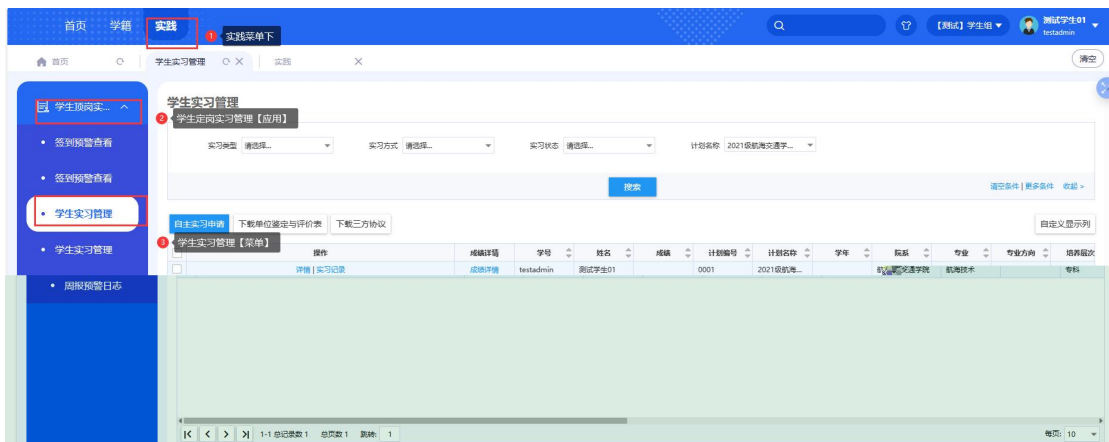 首页 学籍 实践 【测试】学生组 测试学生01
testadmin
1 实践菜单下
首页 学生实习管理 实践 清空
学生顶岗实... 学生实习管理
2 学生定岗实习管理【应用】
签到预警查看 实习类型 请选择... 实习方式 请选择... 实习状态 请选择... 计划名称 2021级航海交通学...
签到预警查看 搜索 清空条件 | 更多条件 收起 >
学生实习管理 自主实习申请 下载单位鉴定与评价表 下载三方协议 自定义显示列
3 学生实习管理【菜单】
学生实习管理 操作 成绩详情 学号 姓名 成绩 计划编号 计划名称 学年 院系 专业 专业方向 培养层次
详情 | 实习记录 成绩详情 testadmin 测试学生01 0001 2021级航海... 交通学院 航海技术 专科
周报预警日志
1-1 总记录数 1 总页数 1 跳转: 1 每页: 10